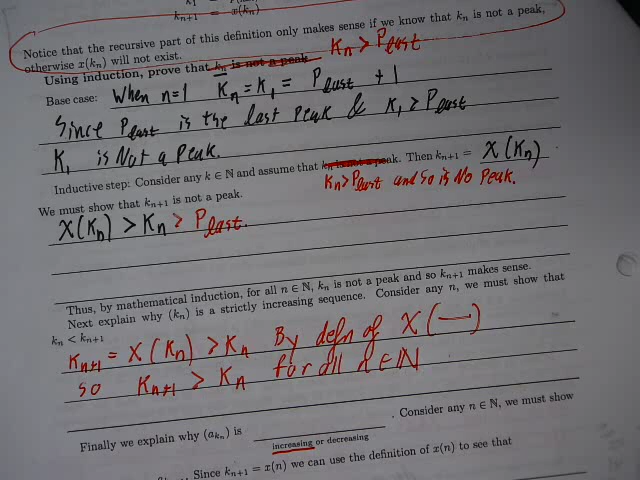 k_{n+1} = x(k_n)
Notice that the recursive part of this definition only makes sense if we know that k_n is not a peak,
otherwise x(k_n) will not exist.
K_n > P_last
Using induction, prove that k_n is not a peak
Base case: When n=1 K_n = K_1 = P_last + 1
Since P_last is the last Peak & K_1 > P_last
K_1 is Not a Peak.
Inductive step: Consider any k ∈ ℕ and assume that k_n is not a peak. Then k_{n+1} = X(K_n)
K_n > P_last and so is No Peak.
We must show that k_{n+1} is not a peak.
X(K_n) > K_n > P_last.
Thus, by mathematical induction, for all n ∈ ℕ, k_n is not a peak and so k_{n+1} makes sense.
Next explain why (k_n) is a strictly increasing sequence. Consider any n, we must show that
k_n < k_{n+1}
K_{n+1} = X(K_n) > K_n By defn of X(—)
so K_{n+1} > K_n for all n ∈ ℕ
Finally we explain why (a_{k_n}) is . Consider any n ∈ ℕ, we must show
increasing or decreasing
Since k_{n+1} = x(n) we can use the definition of x(n) to see that